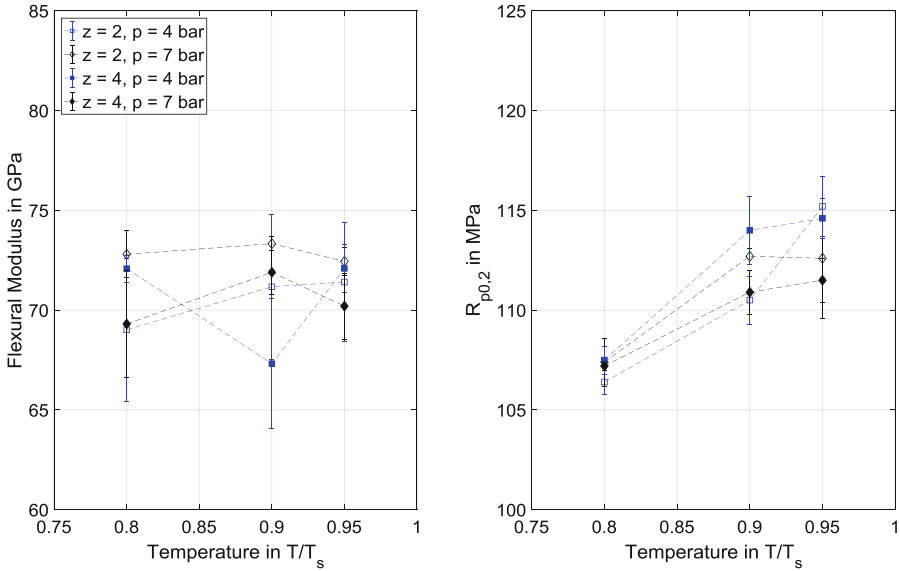 85
80
75
70
65
60
Flexural Modulus in GPa
z = 2, p = 4 bar
z = 2, p = 7 bar
z = 4, p = 4 bar
z = 4, p = 7 bar
0.75 0.8 0.85 0.9 0.95 1
Temperature in T/Ts
125
120
115
110
105
100
Rp0,2 in MPa
0.75 0.8 0.85 0.9 0.95 1
Temperature in T/Ts